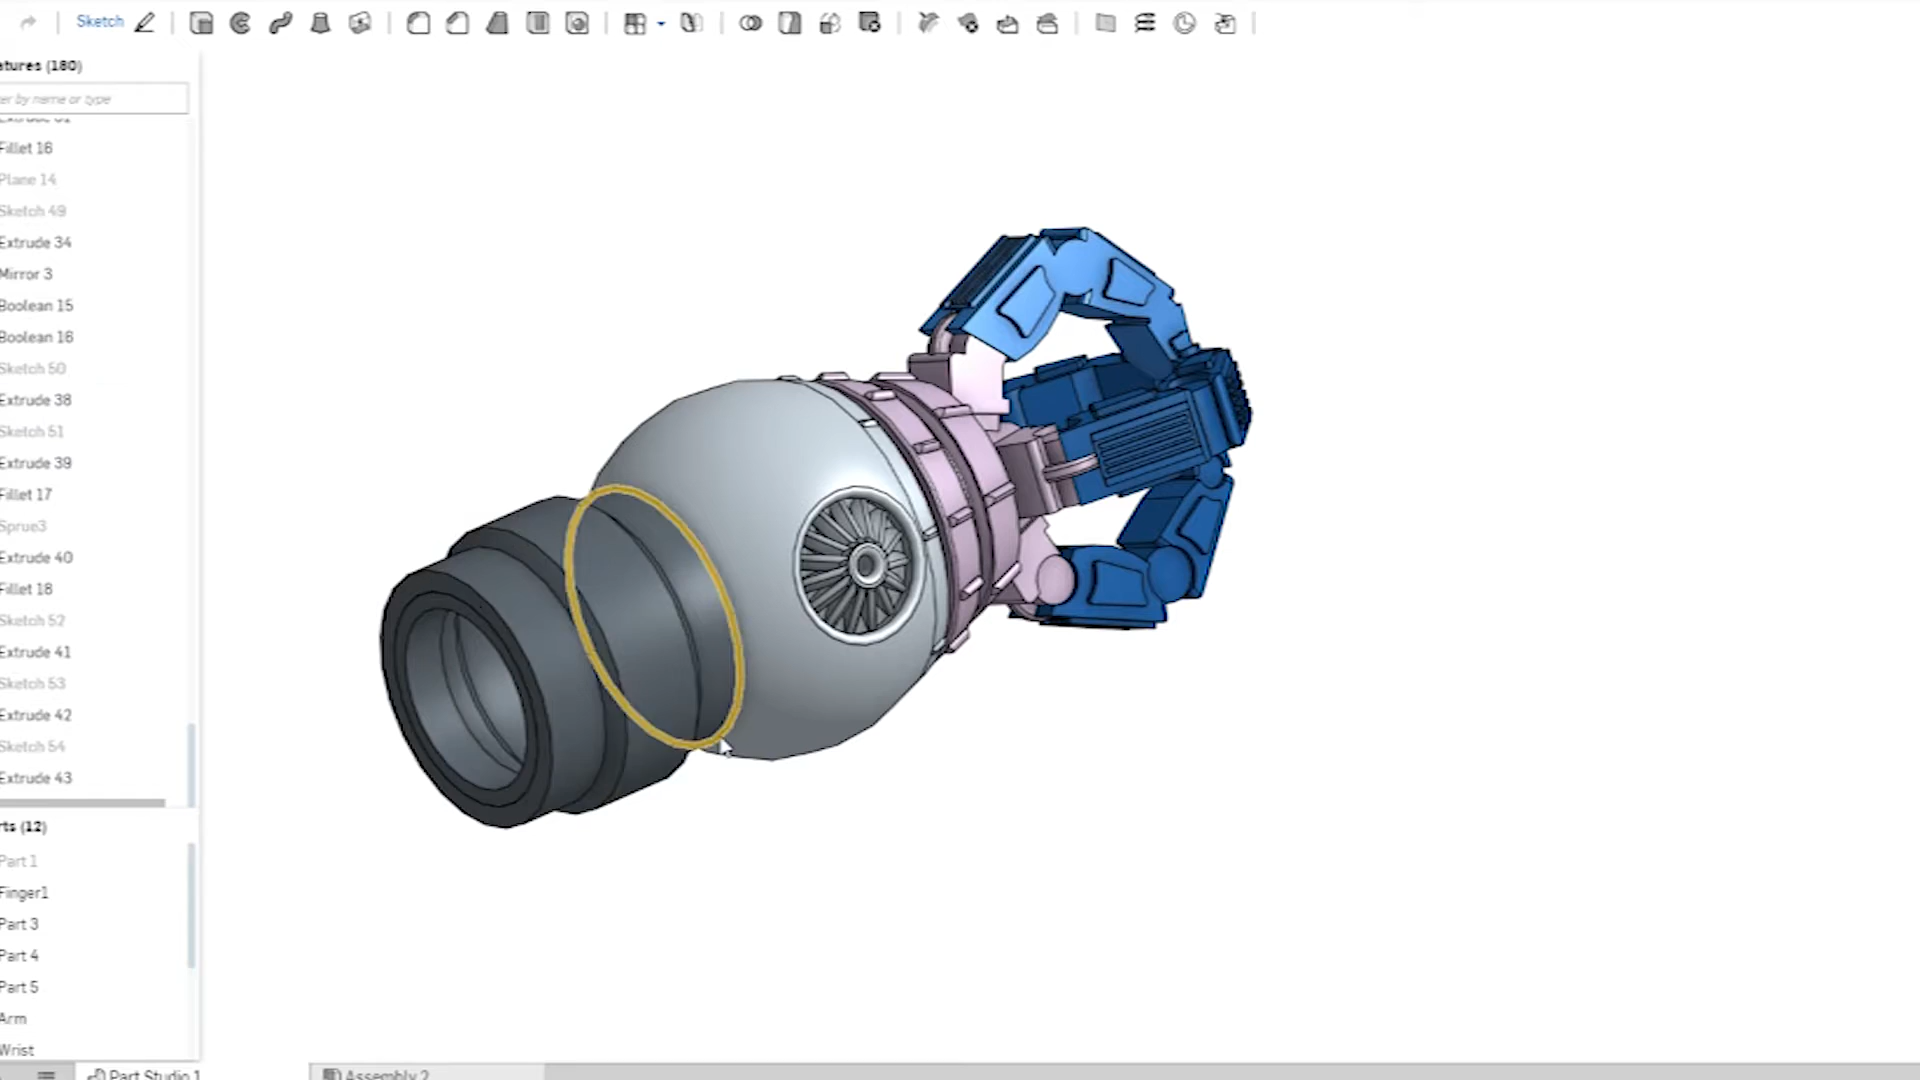 Sketch
atures (180)
er by name or type
Fillet 16
Plane 14
Sketch 49
Extrude 34
Mirror 3
Boolean 15
Boolean 16
Sketch 50
Extrude 38
Sketch 51
Extrude 39
Fillet 17
Sprue3
Extrude 40
Fillet 18
Sketch 52
Extrude 41
Sketch 53
Extrude 42
Sketch 54
Extrude 43
rts (12)
Part 1
Finger1
Part 3
Part 4
Part 5
Arm
Wrist
Part Studio 1
Assembly 2